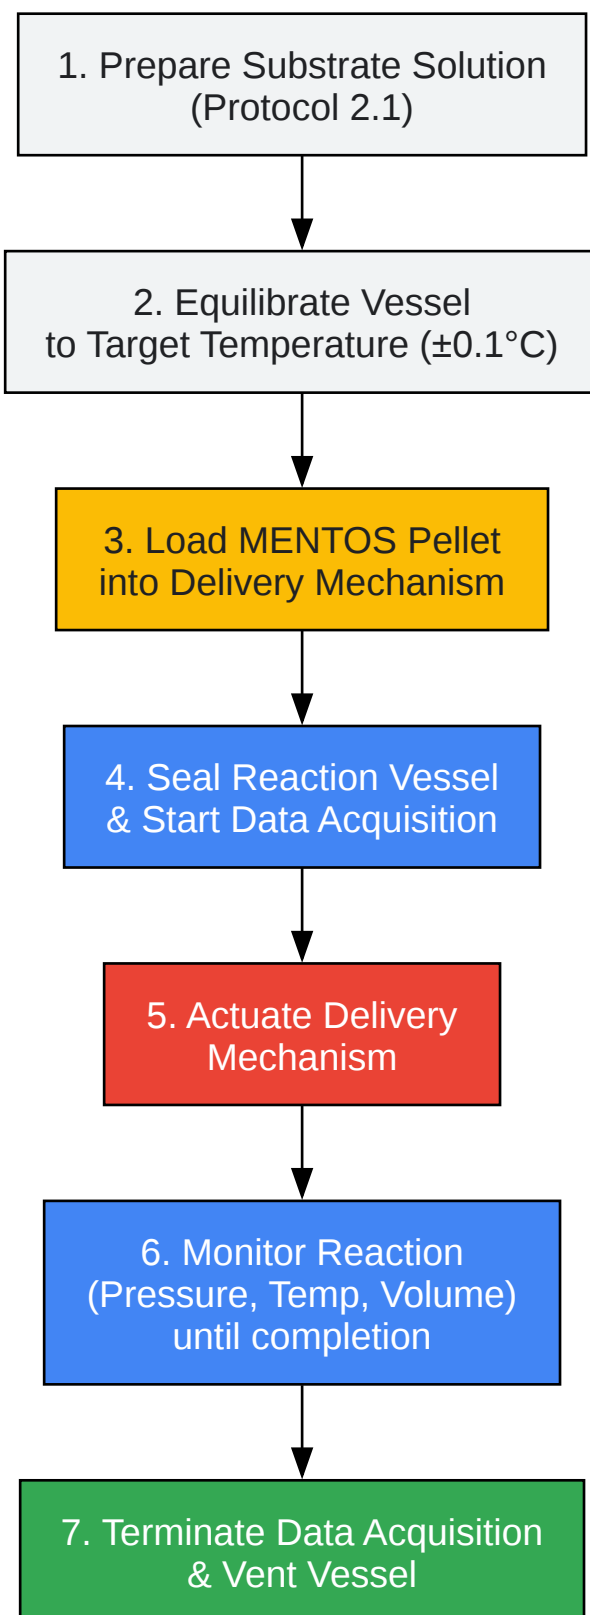 1. Prepare Substrate Solution
(Protocol 2.1)
2. Equilibrate Vessel
to Target Temperature (±0.1°C)
3. Load MENTOS Pellet
into Delivery Mechanism
4. Seal Reaction Vessel
& Start Data Acquisition
5. Actuate Delivery
Mechanism
6. Monitor Reaction
(Pressure, Temp, Volume)
until completion
7. Terminate Data Acquisition
& Vent Vessel